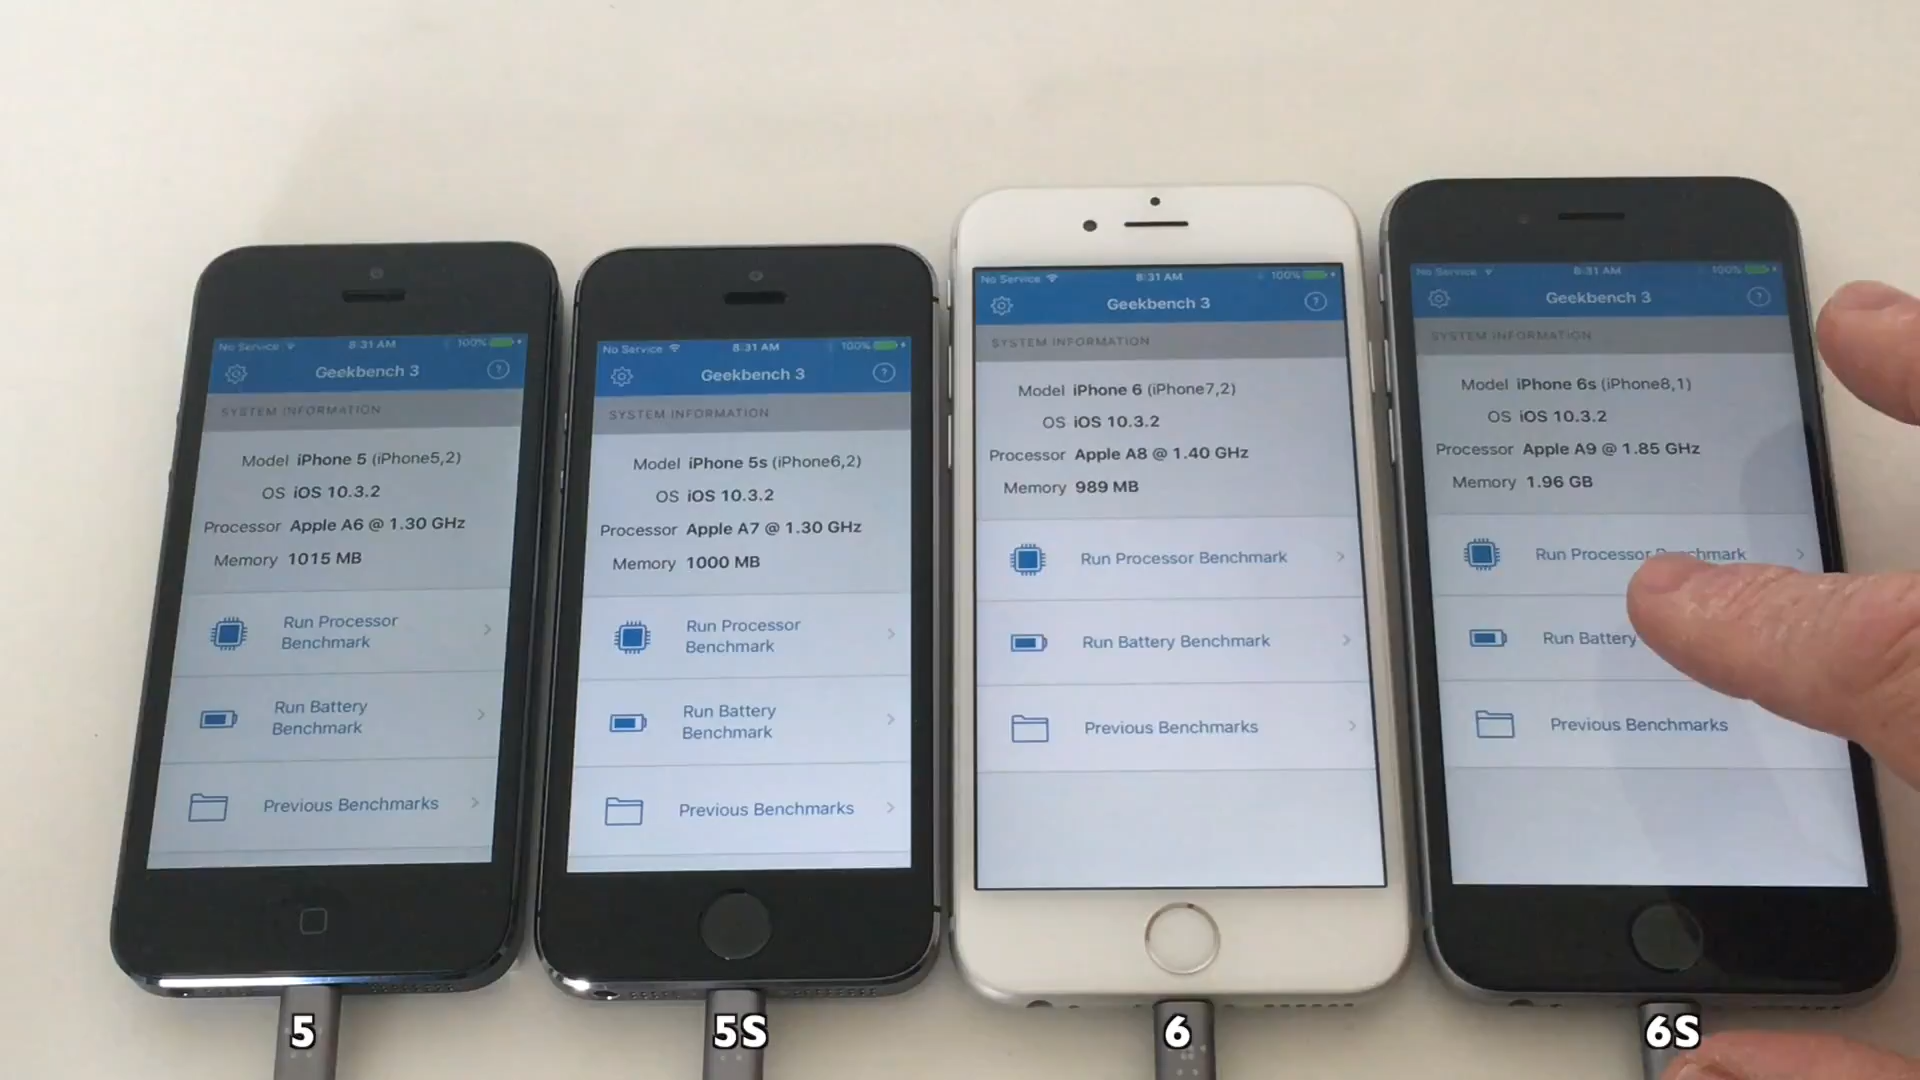 No Service 8:31 AM 100%
Geekbench 3
SYSTEM INFORMATION
Model iPhone 5 (iPhone5,2)
OS iOS 10.3.2
Processor Apple A6 @ 1.30 GHz
Memory 1015 MB
Run Processor
Benchmark
Run Battery
Benchmark
Previous Benchmarks
5
No Service 8:31 AM 100%
Geekbench 3
SYSTEM INFORMATION
Model iPhone 5s (iPhone6,2)
OS iOS 10.3.2
Processor Apple A7 @ 1.30 GHz
Memory 1000 MB
Run Processor
Benchmark
Run Battery
Benchmark
Previous Benchmarks
5S
No Service 8:31 AM 100%
Geekbench 3
SYSTEM INFORMATION
Model iPhone 6 (iPhone7,2)
OS iOS 10.3.2
Processor Apple A8 @ 1.40 GHz
Memory 989 MB
Run Processor Benchmark
Run Battery Benchmark
Previous Benchmarks
6
No Service 8:31 AM 100%
Geekbench 3
SYSTEM INFORMATION
Model iPhone 6s (iPhone8,1)
OS iOS 10.3.2
Processor Apple A9 @ 1.85 GHz
Memory 1.96 GB
Run Processor Benchmark
Run Battery
Previous Benchmarks
6S